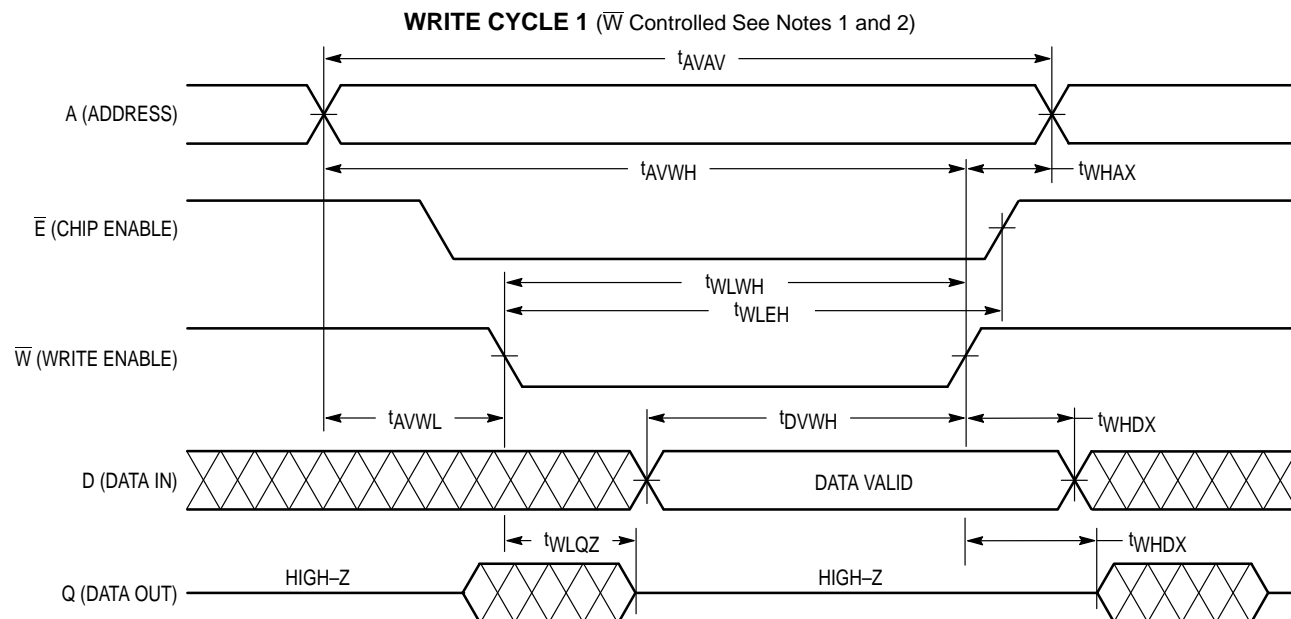 WRITE CYCLE 1 (W̅ Controlled See Notes 1 and 2)
tAVAV
A (ADDRESS)
tAVWH
tWHAX
E̅ (CHIP ENABLE)
tWLWH
tWLEH
W̅ (WRITE ENABLE)
tAVWL
tDVWH
tWHDX
D (DATA IN)
DATA VALID
tWLQZ
tWHDX
HIGH–Z
HIGH–Z
Q (DATA OUT)